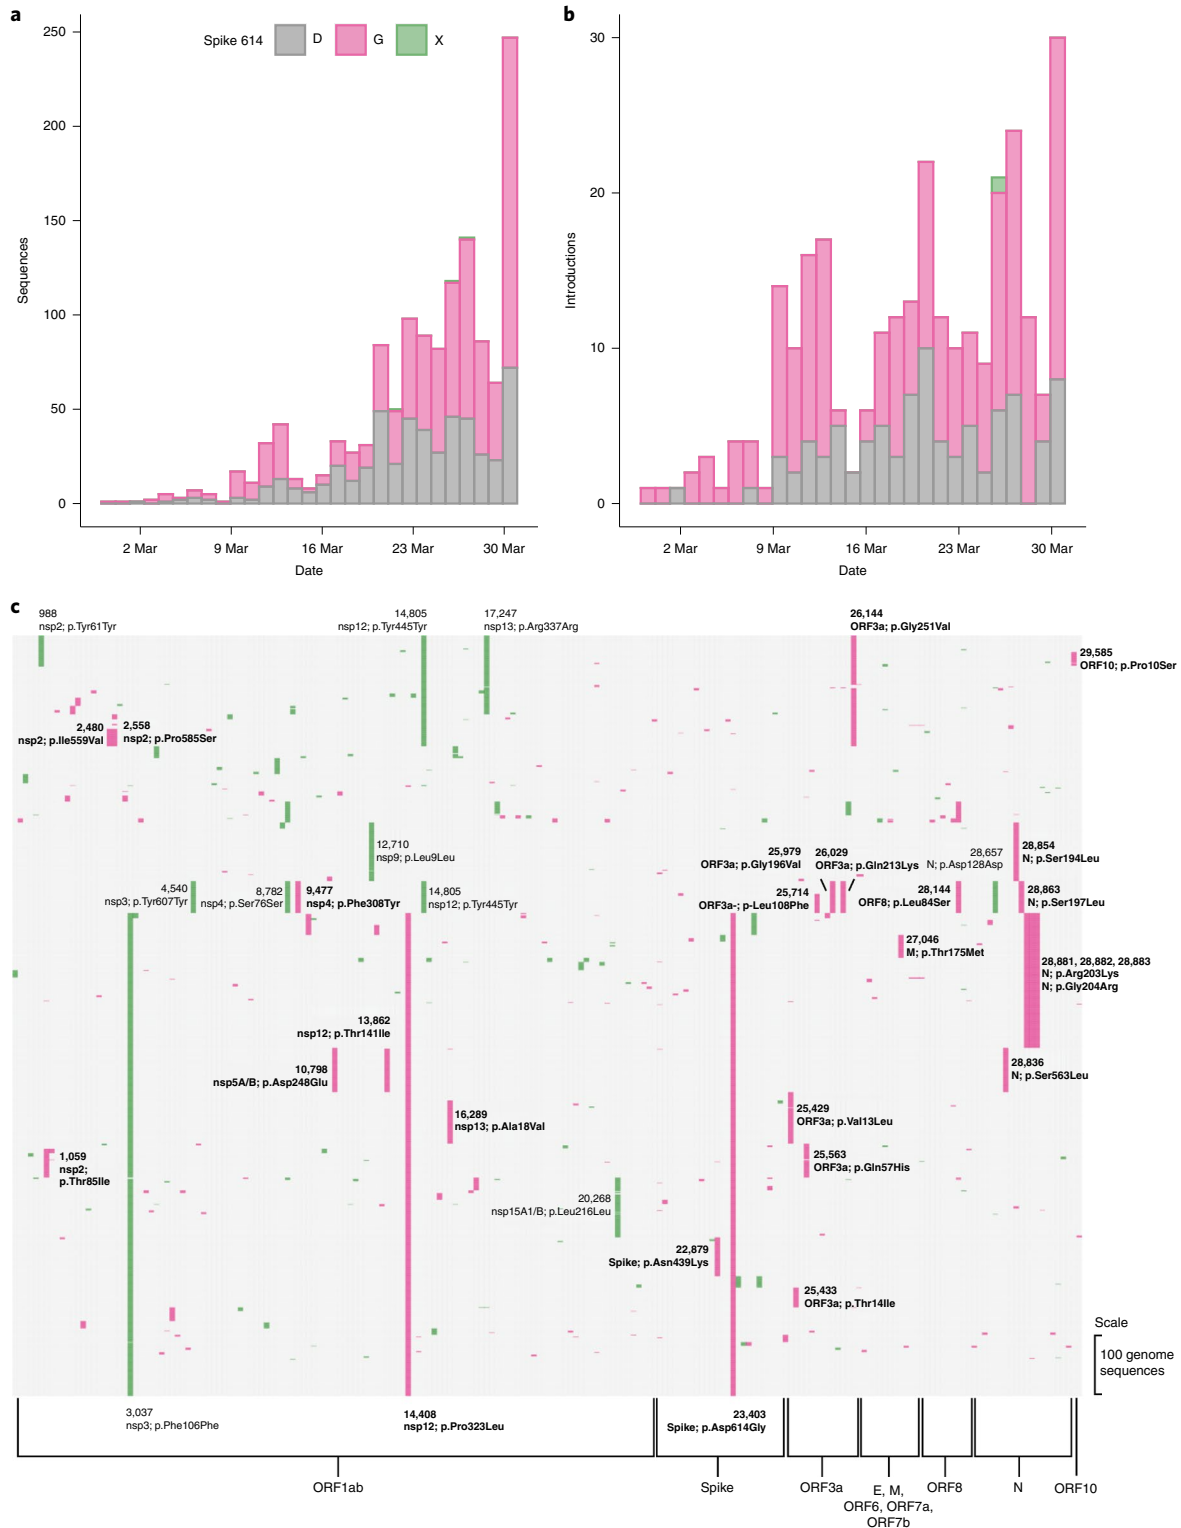 a
Spike 614 D G X
250
200
150
100
50
0
Sequences
2 Mar 9 Mar 16 Mar 23 Mar 30 Mar
Date
b
30
20
10
0
Introductions
2 Mar 9 Mar 16 Mar 23 Mar 30 Mar
Date
c
988
nsp2; p.Tyr61Tyr
14,805
nsp12; p.Tyr445Tyr
17,247
nsp13; p.Arg337Arg
26,144
ORF3a; p.Gly251Val
29,585
ORF10; p.Pro10Ser
2,480
nsp2; p.Ile559Val
2,558
nsp2; p.Pro585Ser
12,710
nsp9; p.Leu9Leu
25,979
ORF3a; p.Gly196Val
26,029
ORF3a; p.Gln213Lys
28,657
N; p.Asp128Asp
28,854
N; p.Ser194Leu
4,540
nsp3; p.Tyr607Tyr
8,782
nsp4; p.Ser76Ser
9,477
nsp4; p.Phe308Tyr
14,805
nsp12; p.Tyr445Tyr
25,714
ORF3a-; p-Leu108Phe
28,144
ORF8; p.Leu84Ser
28,863
N; p.Ser197Leu
27,046
M; p.Thr175Met
28,881, 28,882, 28,883
N; p.Arg203Lys
N; p.Gly204Arg
13,862
nsp12; p.Thr141Ile
10,798
nsp5A/B; p.Asp248Glu
28,836
N; p.Ser563Leu
16,289
nsp13; p.Ala18Val
25,429
ORF3a; p.Val13Leu
1,059
nsp2;
p.Thr85Ile
25,563
ORF3a; p.Gln57His
20,268
nsp15A1/B; p.Leu216Leu
22,879
Spike; p.Asn439Lys
25,433
ORF3a; p.Thr14Ile
Scale
100 genome
sequences
3,037
nsp3; p.Phe106Phe
14,408
nsp12; p.Pro323Leu
23,403
Spike; p.Asp614Gly
ORF1ab
Spike
ORF3a
E, M,
ORF6, ORF7a,
ORF7b
ORF8
N
ORF10